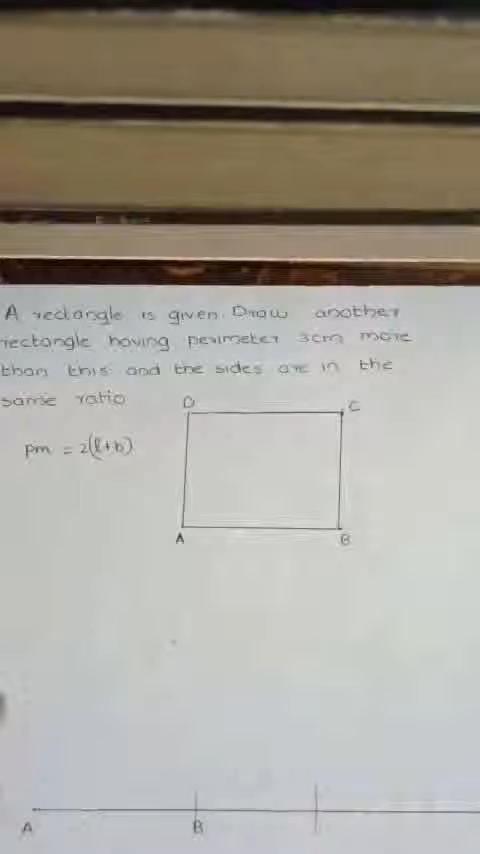 A rectangle is given. Draw another
rectangle having perimeter 3cm more
than this and the sides are in the
same ratio
D
C
pm = 2(l+b)
A
B
A
B